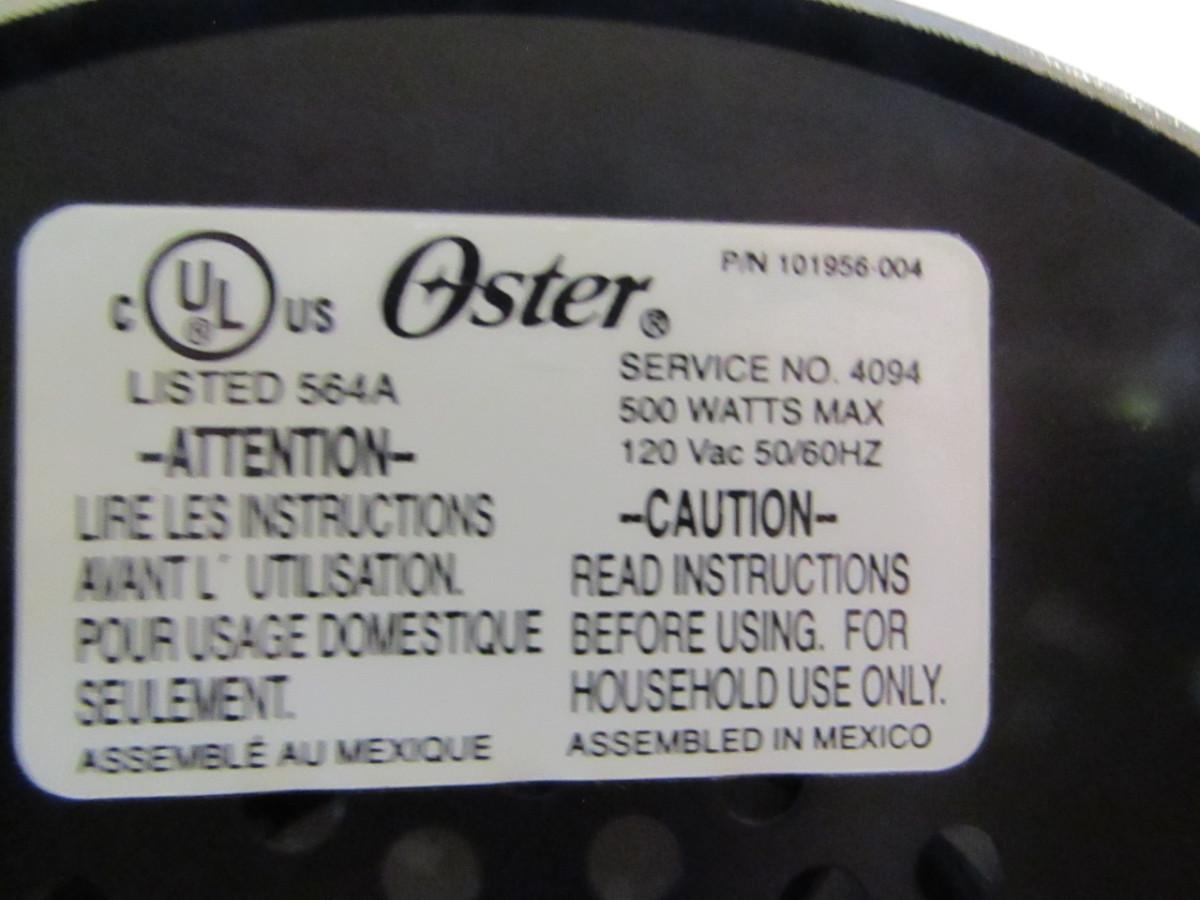 C UL® US Oster® P/N 101956-004
LISTED 564A
SERVICE NO. 4094
500 WATTS MAX
120 Vac 50/60HZ
-ATTENTION-
LIRE LES INSTRUCTIONS
AVANT L´ UTILISATION.
POUR USAGE DOMESTIQUE
SEULEMENT.
ASSEMBLÉ AU MEXIQUE
-CAUTION-
READ INSTRUCTIONS
BEFORE USING. FOR
HOUSEHOLD USE ONLY.
ASSEMBLED IN MEXICO